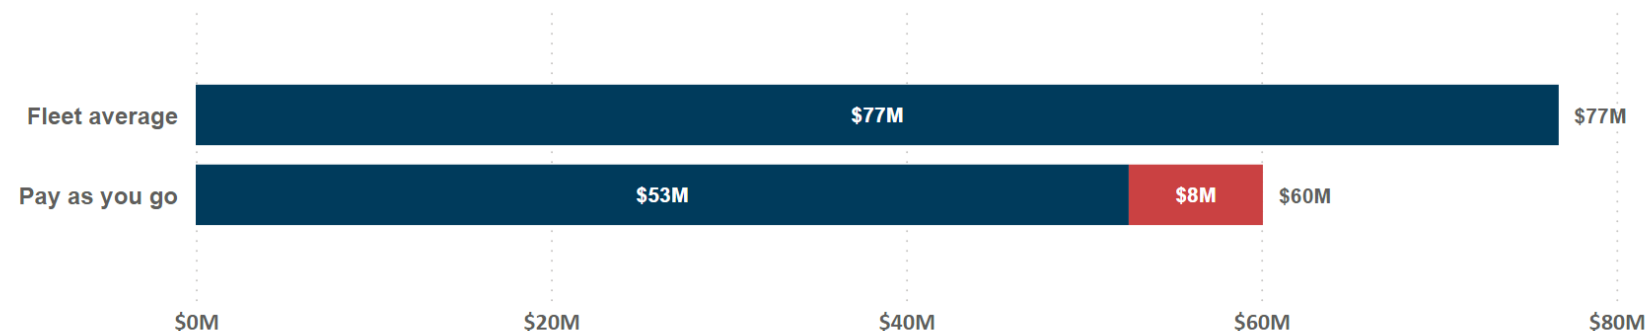 Fleet average $77M $77M
Pay as you go $53M $8M $60M
$0M $20M $40M $60M $80M